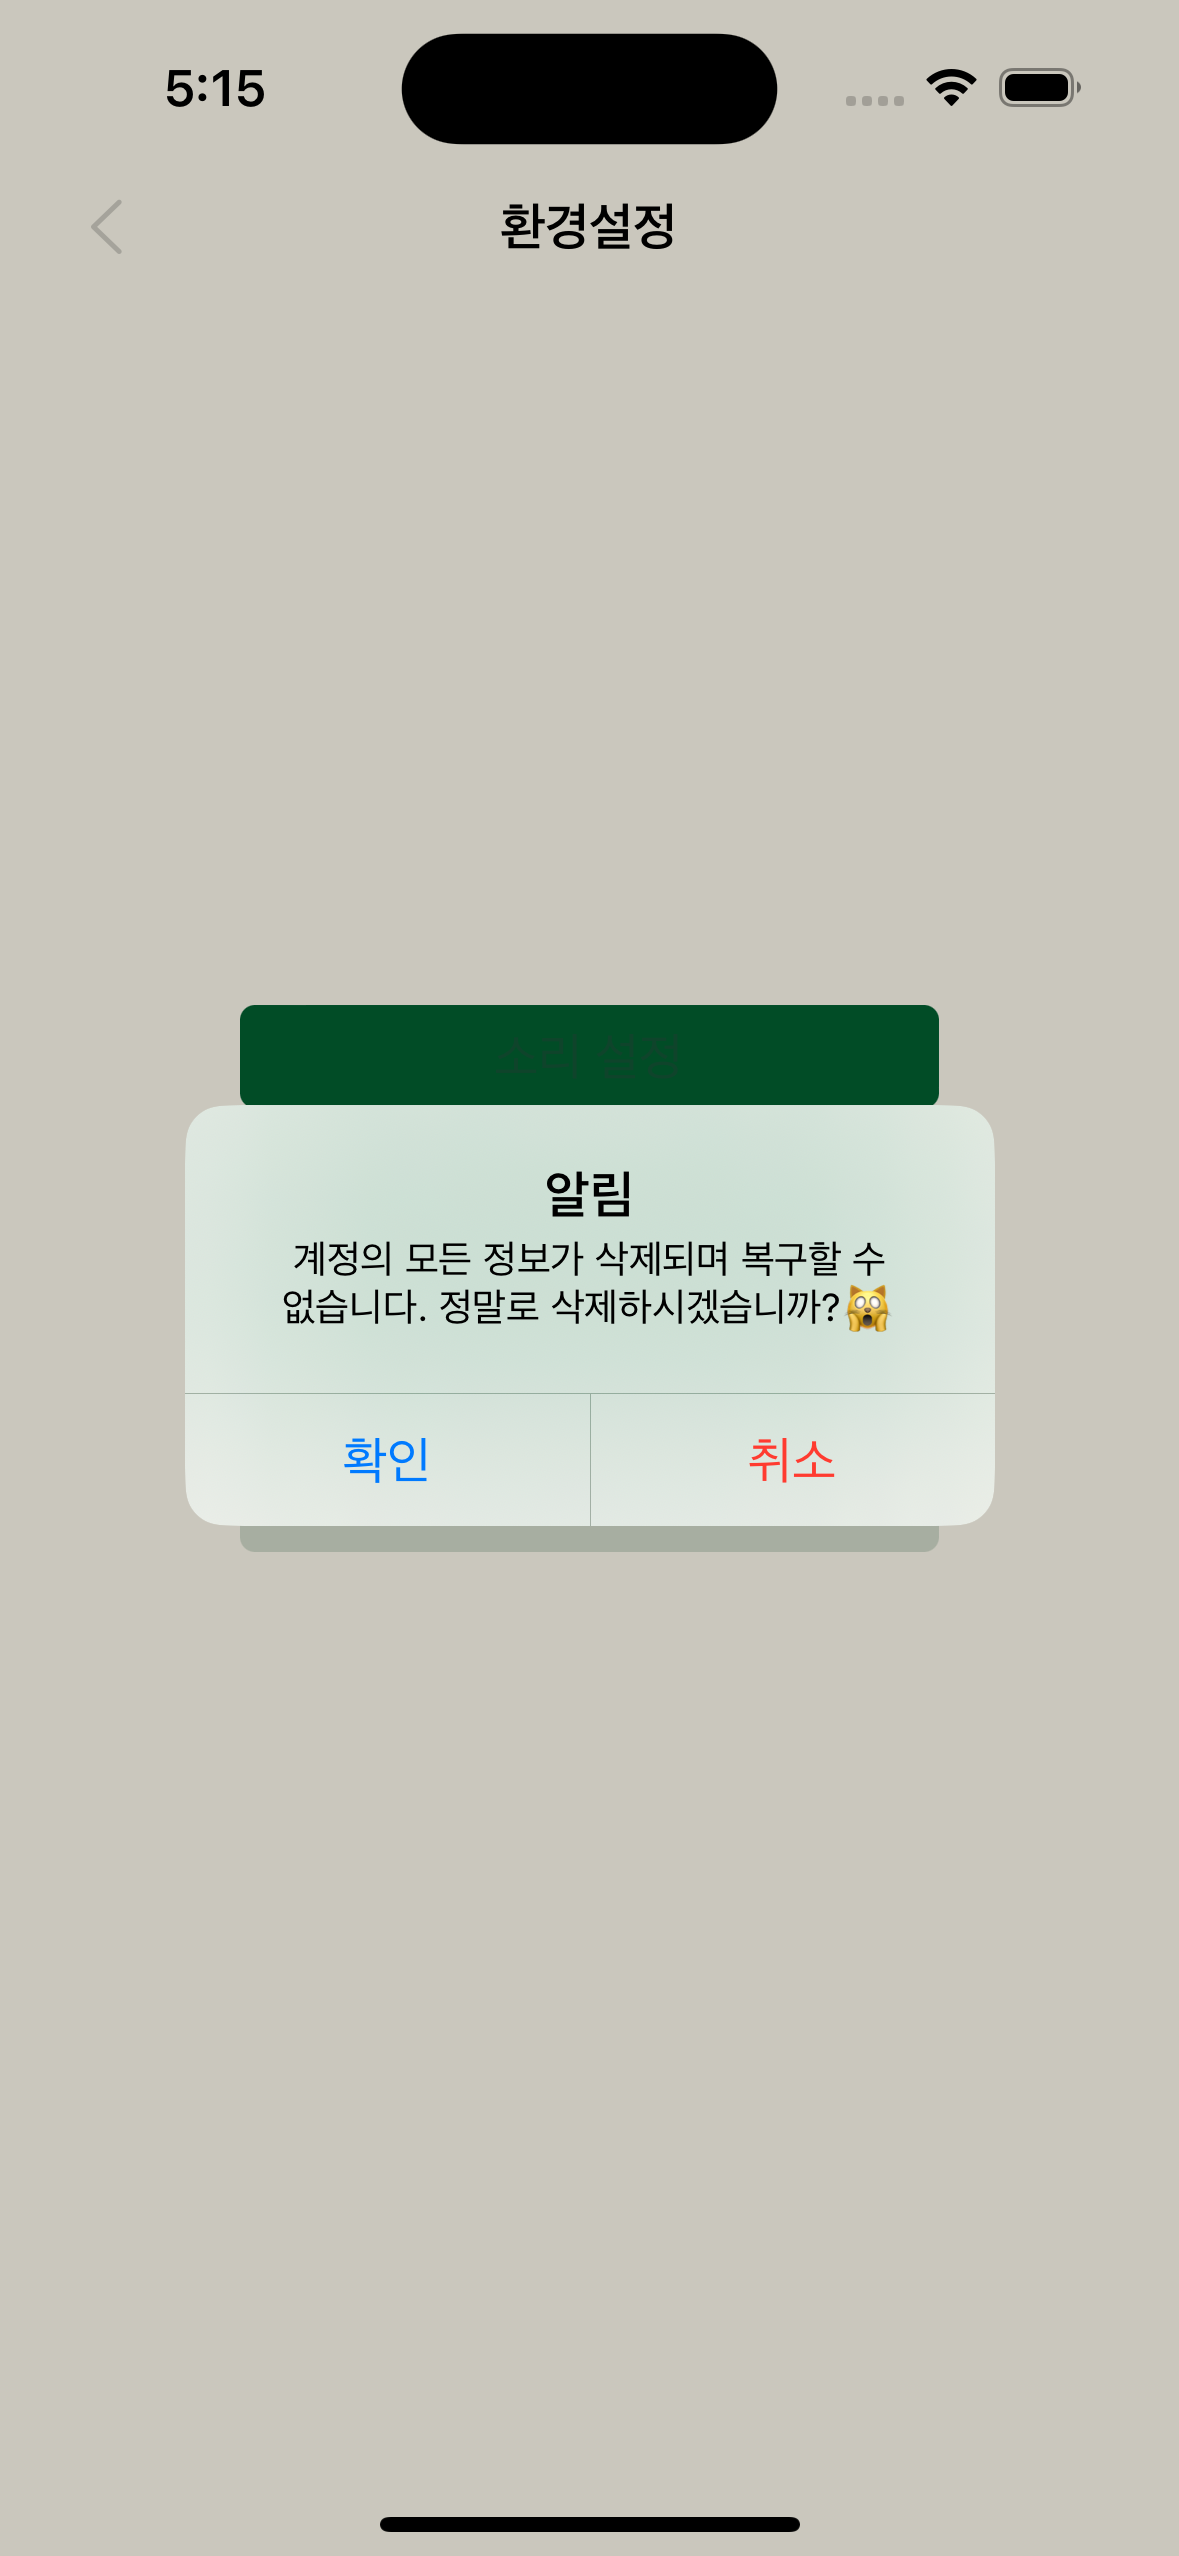 5:15
환경설정
소리 설정
알림
계정의 모든 정보가 삭제되며 복구할 수
없습니다. 정말로 삭제하시겠습니까?🙀
확인
취소